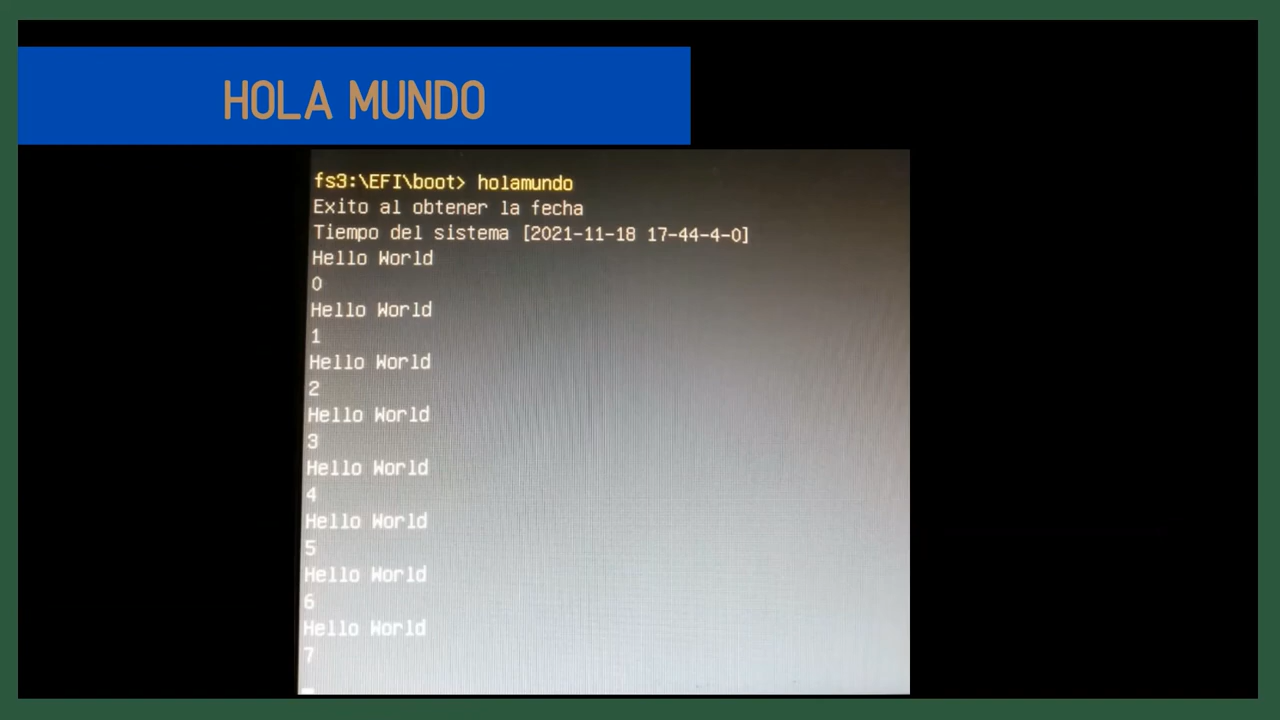 HOLA MUNDO
fs3:\EFI\boot> holamundo
Exito al obtener la fecha
Tiempo del sistema [2021-11-18 17-44-4-0]
Hello World
0
Hello World
1
Hello World
2
Hello World
3
Hello World
4
Hello World
5
Hello World
6
Hello World
7